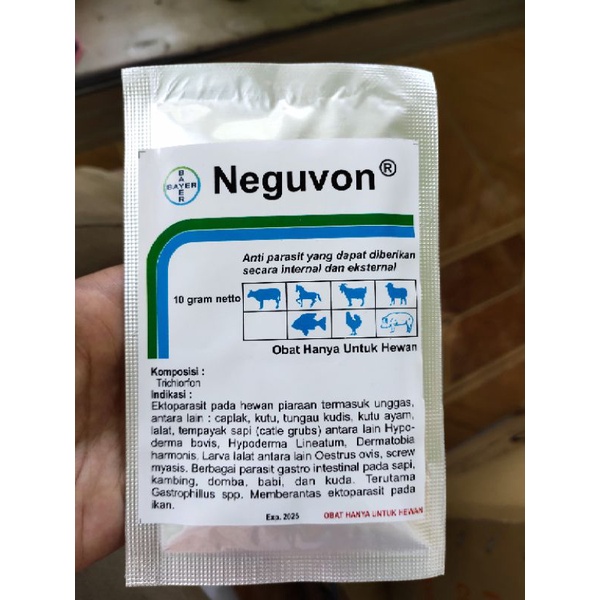 BAYER
BAYER
Neguvon®
Anti parasit yang dapat diberikan
secara internal dan eksternal
10 gram netto
Obat Hanya Untuk Hewan
Komposisi :
Trichlorfon
Indikasi :
Ektoparasit pada hewan piaraan termasuk unggas,
antara lain : caplak, kutu, tungau kudis, kutu ayam,
lalat, tempayak sapi (catle grubs) antara lain Hypo-
derma bovis, Hypoderma Lineatum, Dermatobia
harmonis. Larva lalat antara lain Oestrus ovis, screw
myasis. Berbagai parasit gastro intestinal pada sapi,
kambing, domba, babi, dan kuda. Terutama
Gastrophillus spp. Memberantas ektoparasit pada
ikan.
Exp. 2025
OBAT HANYA UNTUK HEWAN